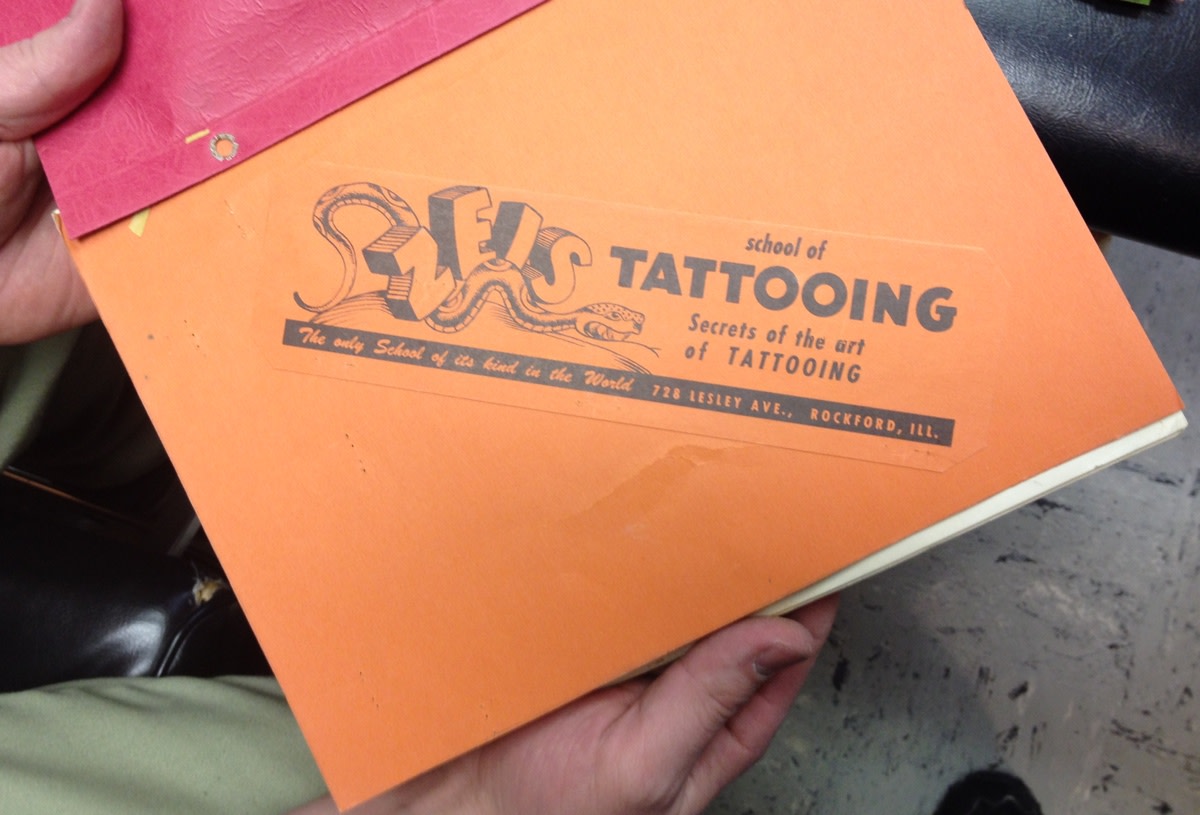 ZEIS
school of
TATTOOING
Secrets of the art
of TATTOOING
The only School of its kind in the World 728 LESLEY AVE., ROCKFORD, ILL.